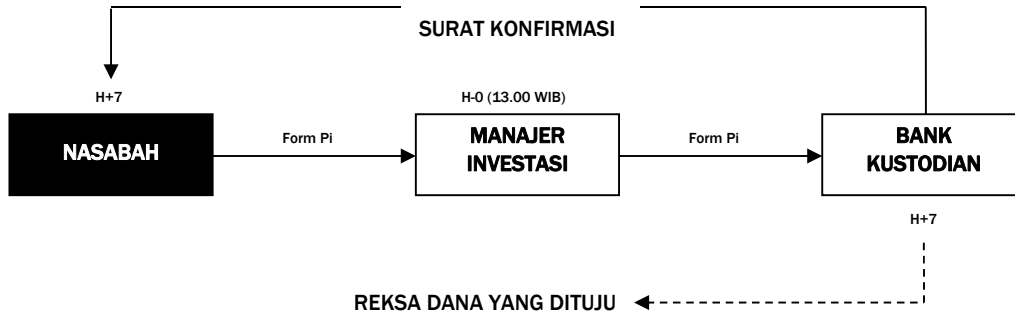 SURAT KONFIRMASI
H+7
H-0 (13.00 WIB)
NASABAH
Form Pi
MANAJER
INVESTASI
Form Pi
BANK
KUSTODIAN
H+7
REKSA DANA YANG DITUJU